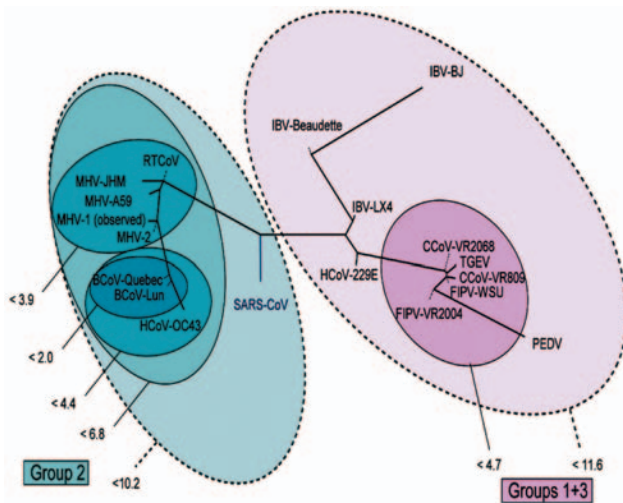 IBV-BJ
IBV-Beaudette
RTCoV
MHV-JHM
MHV-A59
MHV-1 (observed)
MHV-2
IBV-LX4
CCoV-VR2068
TGEV
HCoV-229E
CCoV-VR809
BCoV-Quebec
BCoV-Lun
FIPV-WSU
SARS-CoV
< 3.9
HCoV-OC43
FIPV-VR2004
PEDV
< 2.0
< 4.4
< 6.8
< 4.7
< 11.6
Group 2
<10.2
Groups 1+3